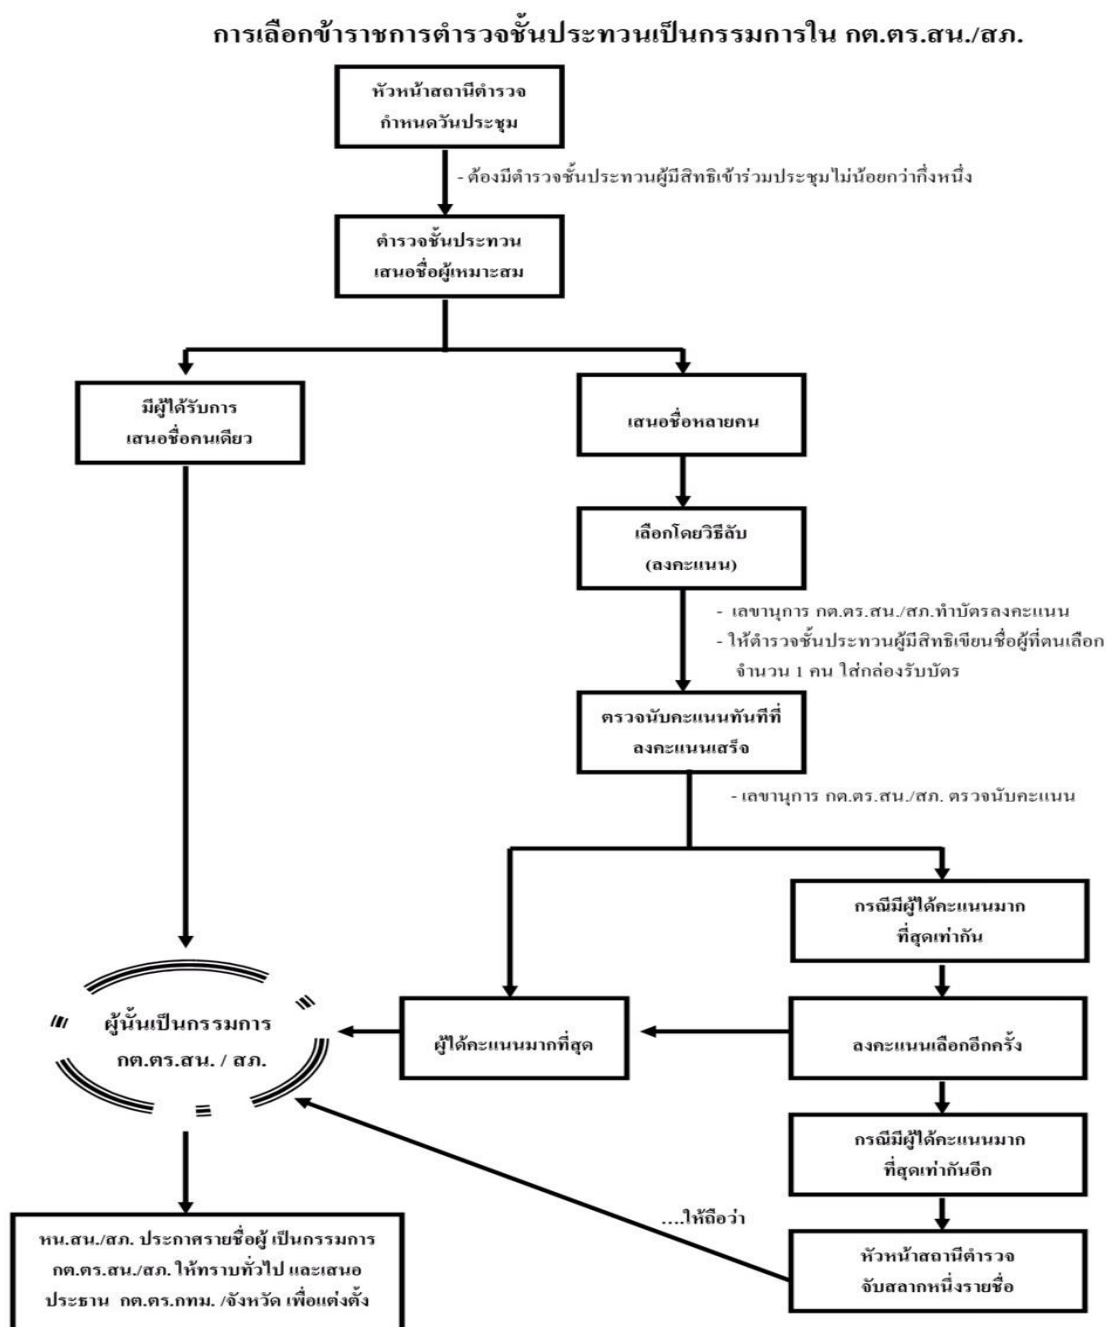 การเลือกข้าราชการตำรวจชั้นประทวนเป็นกรรมการใน กต.ตร.สน./สภ.
หัวหน้าสถานีตำรวจ
กำหนดวันประชุม
- ต้องมีตำรวจชั้นประทวนผู้มีสิทธิเข้าร่วมประชุมไม่น้อยกว่ากึ่งหนึ่ง
ตำรวจชั้นประทวน
เสนอชื่อผู้เหมาะสม
มีผู้ได้รับการ
เสนอชื่อคนเดียว
เสนอชื่อหลายคน
เลือกโดยวิธีลับ
(ลงคะแนน)
- เลขานุการ กต.ตร.สน./สภ.ทำบัตรลงคะแนน
- ให้ตำรวจชั้นประทวนผู้มีสิทธิเขียนชื่อผู้ที่ตนเลือก
จำนวน 1 คน ใส่กล่องรับบัตร
ตรวจนับคะแนนทันทีที่
ลงคะแนนเสร็จ
- เลขานุการ กต.ตร.สน./สภ. ตรวจนับคะแนน
กรณีมีผู้ได้คะแนนมาก
ที่สุดเท่ากัน
ผู้นั้นเป็นกรรมการ
กต.ตร.สน. / สภ.
ผู้ได้คะแนนมากที่สุด
ลงคะแนนเลือกอีกครั้ง
กรณีมีผู้ได้คะแนนมาก
ที่สุดเท่ากันอีก
....ให้ถือว่า
หัวหน้าสถานีตำรวจ
จับสลากหนึ่งรายชื่อ
หน.สน./สภ. ประกาศรายชื่อผู้ เป็นกรรมการ
กต.ตร.สน./สภ. ให้ทราบทั่วไป และเสนอ
ประธาน กต.ตร.กทม. /จังหวัด เพื่อแต่งตั้ง